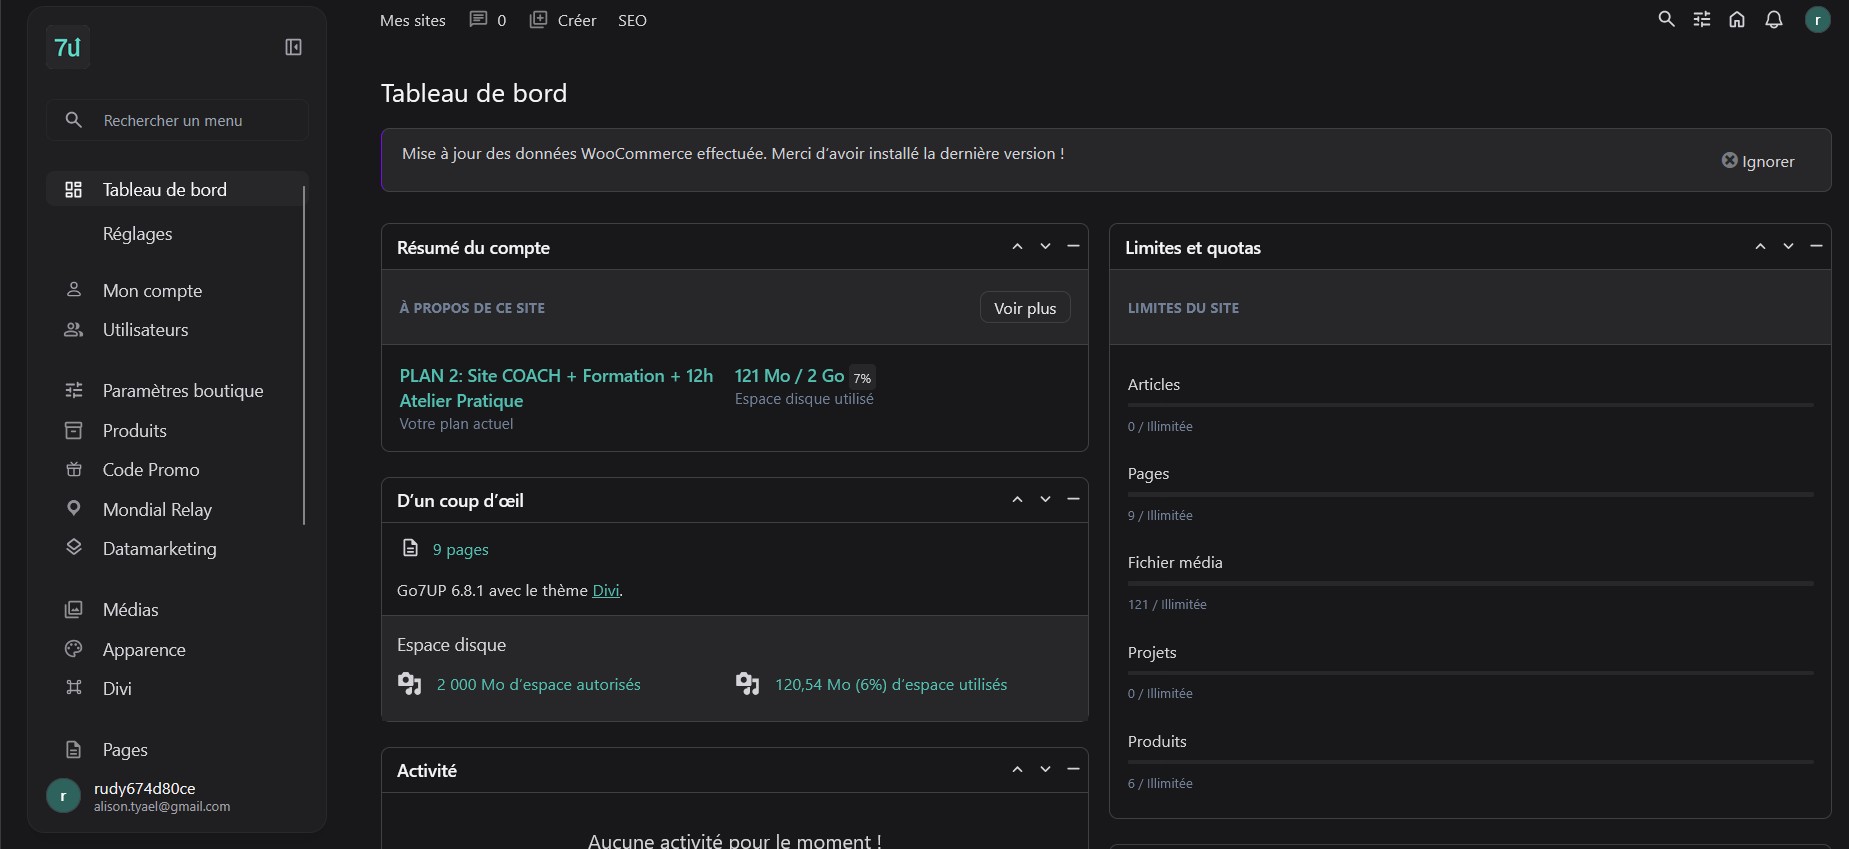 7u
Rechercher un menu
Tableau de bord
Réglages
Mon compte
Utilisateurs
Paramètres boutique
Produits
Code Promo
Mondial Relay
Datamarketing
Médias
Apparence
Divi
Pages
r
rudy674d80ce
alison.tyael@gmail.com
Mes sites 0 Créer SEO
r
Tableau de bord
Mise à jour des données WooCommerce effectuée. Merci d’avoir installé la dernière version !
Ignorer
Résumé du compte
À PROPOS DE CE SITE
Voir plus
PLAN 2: Site COACH + Formation + 12h
Atelier Pratique
Votre plan actuel
121 Mo / 2 Go 7%
Espace disque utilisé
D’un coup d’œil
9 pages
Go7UP 6.8.1 avec le thème Divi.
Espace disque
2 000 Mo d’espace autorisés
120,54 Mo (6%) d’espace utilisés
Activité
Aucune activité pour le moment !
Limites et quotas
LIMITES DU SITE
Articles
0 / Illimitée
Pages
9 / Illimitée
Fichier média
121 / Illimitée
Projets
0 / Illimitée
Produits
6 / Illimitée